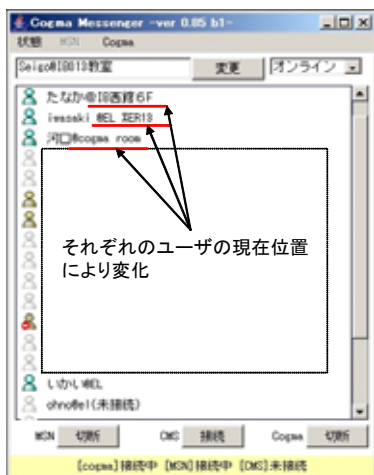 Cogma Messenger -ver 0.85 b1-
状態 MSN Cogma
Seigo@IB013教室 変更 オンライン
たなか@IB西館6F
iwasaki @EL XER13
河口@cogma room
それぞれのユーザの現在位置
により変化
いかい@EL
ohno@el(未接続)
MSN 切断 CMS 接続 Cogma 切断
[cogma]接続中 [MSN]接続中 [CMS]未接続